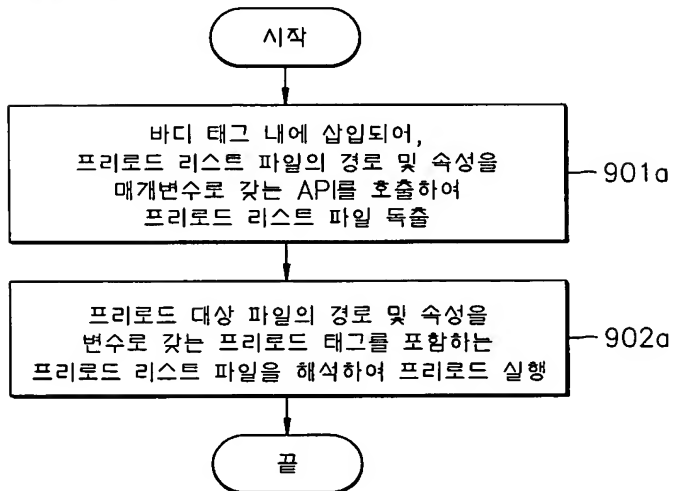 시작
바디 태그 내에 삽입되어,
프리로드 리스트 파일의 경로 및 속성을
매개변수로 갖는 API를 호출하여
프리로드 리스트 파일 독출
901a
프리로드 대상 파일의 경로 및 속성을
변수로 갖는 프리로드 태그를 포함하는
프리로드 리스트 파일을 해석하여 프리로드 실행
902a
끝